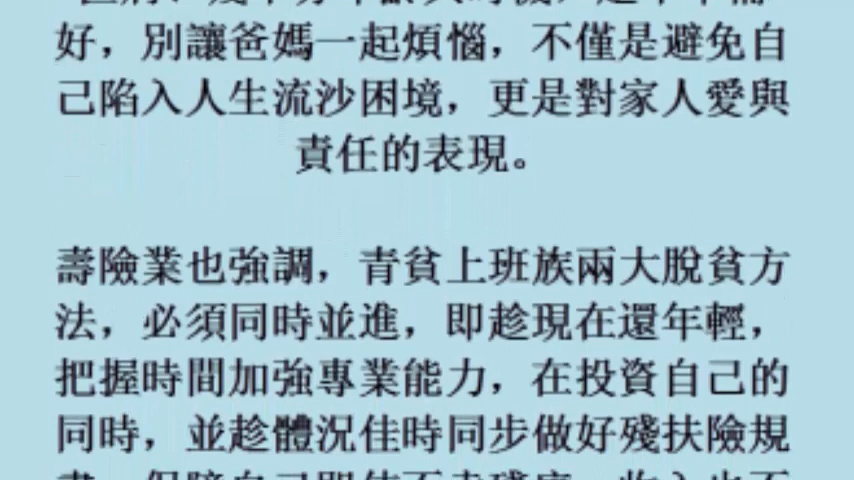 好，別讓爸媽一起煩惱，不僅是避免自
己陷入人生流沙困境，更是對家人愛與
責任的表現。
壽險業也強調，青貧上班族兩大脫貧方
法，必須同時並進，即趁現在還年輕，
把握時間加強專業能力，在投資自己的
同時，並趁體況佳時同步做好殘扶險規